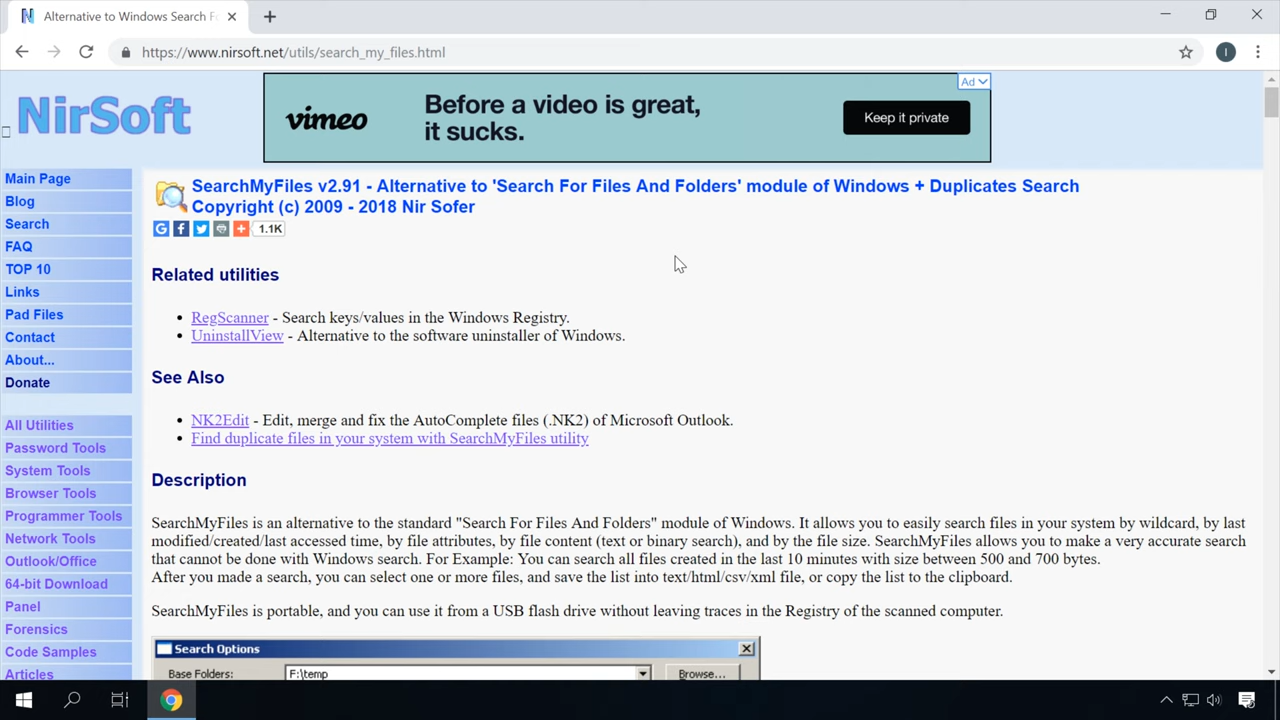 Alternative to Windows Search Fo
https://www.nirsoft.net/utils/search_my_files.html
I
NirSoft
vimeo
Before a video is great,
it sucks.
Keep it private
Ad
Main Page
Blog
Search
FAQ
TOP 10
Links
Pad Files
Contact
About...
Donate
All Utilities
Password Tools
System Tools
Browser Tools
Programmer Tools
Network Tools
Outlook/Office
64-bit Download
Panel
Forensics
Code Samples
Articles
SearchMyFiles v2.91 - Alternative to 'Search For Files And Folders' module of Windows + Duplicates Search
Copyright (c) 2009 - 2018 Nir Sofer
1.1K
Related utilities
RegScanner - Search keys/values in the Windows Registry.
UninstallView - Alternative to the software uninstaller of Windows.
See Also
NK2Edit - Edit, merge and fix the AutoComplete files (.NK2) of Microsoft Outlook.
Find duplicate files in your system with SearchMyFiles utility
Description
SearchMyFiles is an alternative to the standard "Search For Files And Folders" module of Windows. It allows you to easily search files in your system by wildcard, by last
modified/created/last accessed time, by file attributes, by file content (text or binary search), and by the file size. SearchMyFiles allows you to make a very accurate search
that cannot be done with Windows search. For Example: You can search all files created in the last 10 minutes with size between 500 and 700 bytes.
After you made a search, you can select one or more files, and save the list into text/html/csv/xml file, or copy the list to the clipboard.
SearchMyFiles is portable, and you can use it from a USB flash drive without leaving traces in the Registry of the scanned computer.
Search Options
Base Folders: F:\temp Browse...